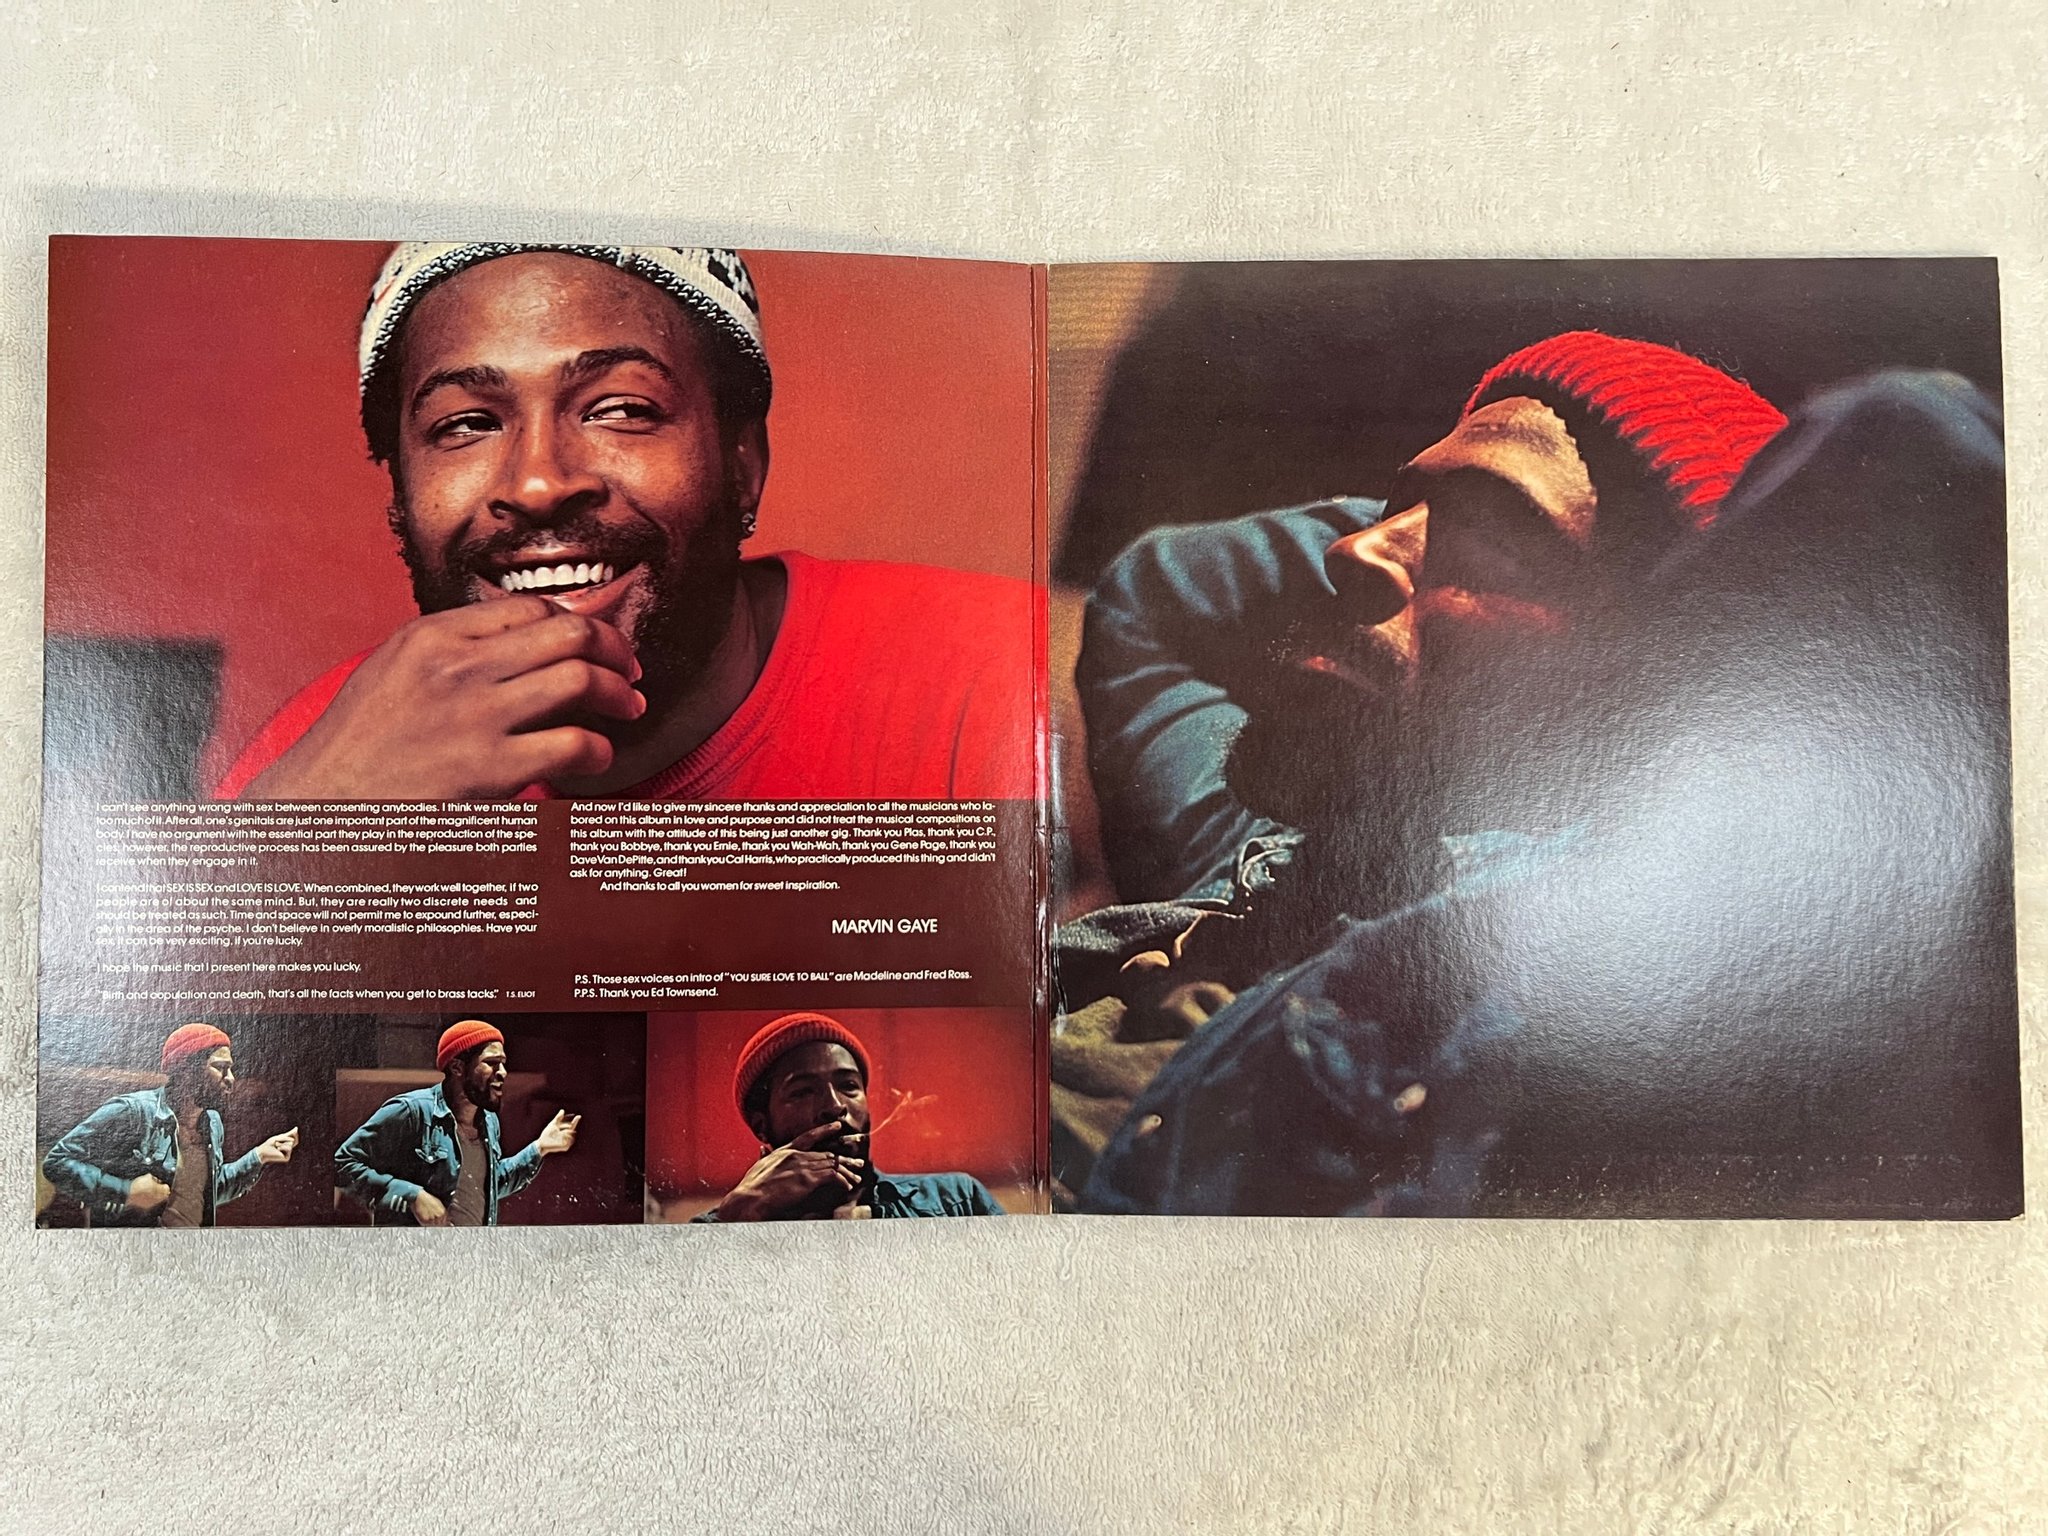 I can't see anything wrong with sex between consenting anybodies. I think we make far
too much of it. After all, one's genitals are just one important part of the magnificent human
body. I have no argument with the essential part they play in the reproduction of the spe-
cies; however, the reproductive process has been assured by the pleasure both parties
receive when they engage in it.
I contend that SEX IS SEX and LOVE IS LOVE. When combined, they work well together, if two
people are of about the same mind. But, they are really two discrete needs and
should be treated as such. Time and space will not permit me to expound further, especi-
ally in the area of the psyche. I don't believe in overly moralistic philosophies. Have your
sex, it can be very exciting, if you're lucky.
I hope the music that I present here makes you lucky.
"Birth and copulation and death, that's all the facts when you get to brass tacks." T.S. ELIOT
And now I'd like to give my sincere thanks and appreciation to all the musicians who la-
bored on this album in love and purpose and did not treat the musical compositions on
this album with the attitude of this being just another gig. Thank you Plas, thank you C.P.,
thank you Bobbye, thank you Ernie, thank you Wah-Wah, thank you Gene Page, thank you
Dave Van DePitte, and thank you Cal Harris, who practically produced this thing and didn't
ask for anything. Great!
And thanks to all you women for sweet inspiration.
MARVIN GAYE
P.S. Those sex voices on intro of "YOU SURE LOVE TO BALL" are Madeline and Fred Ross.
P.P.S. Thank you Ed Townsend.